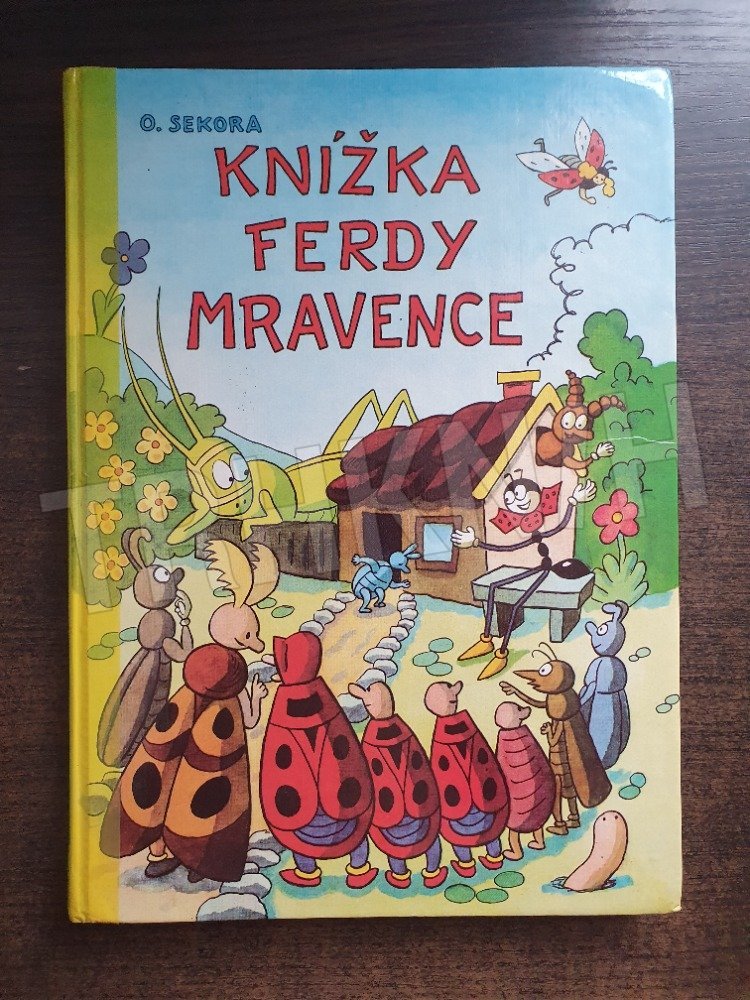 O. SEKORA
KNÍŽKA
FERDY
MRAVENCE